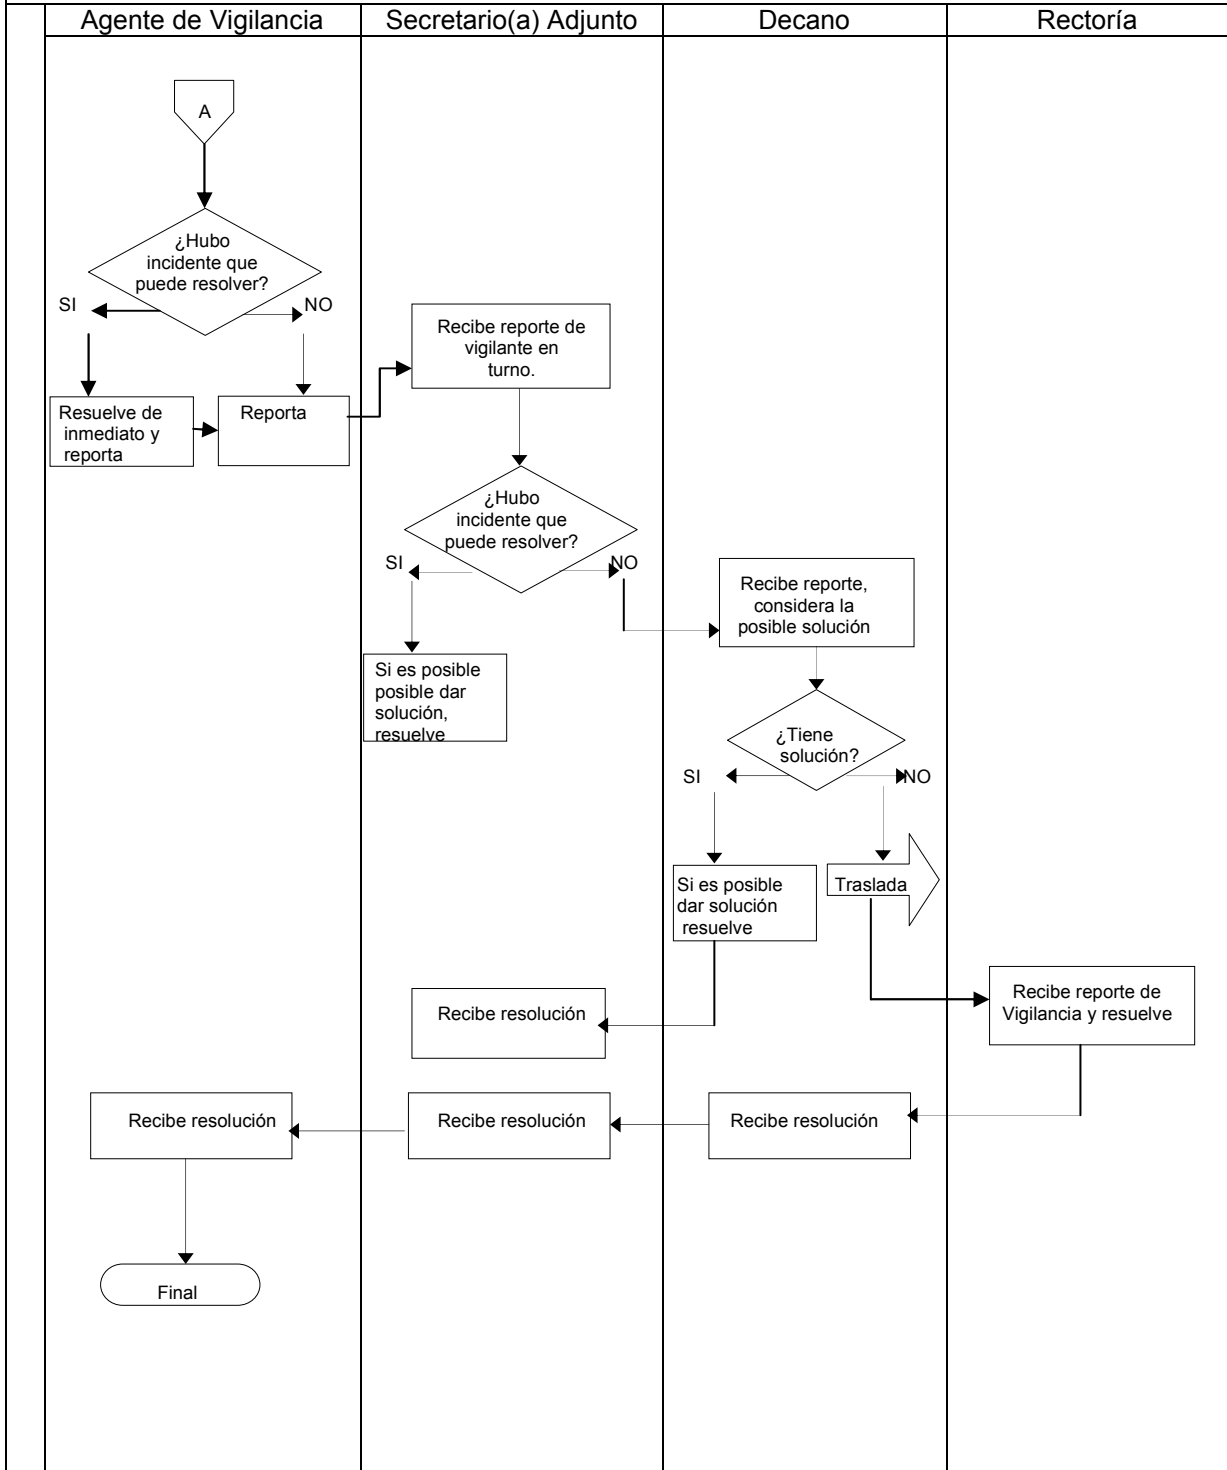 Agente de Vigilancia
Secretario(a) Adjunto
Decano
Rectoría
A
¿Hubo
incidente que
puede resolver?
SI
NO
Recibe reporte de
vigilante en
turno.
Resuelve de
inmediato y
reporta
Reporta
¿Hubo
incidente que
puede resolver?
SI
NO
Recibe reporte,
considera la
posible solución
Si es posible
posible dar
solución,
resuelve
¿Tiene
solución?
SI
NO
Si es posible
dar solución
resuelve
Traslada
Recibe reporte de
Vigilancia y resuelve
Recibe resolución
Recibe resolución
Recibe resolución
Recibe resolución
Final